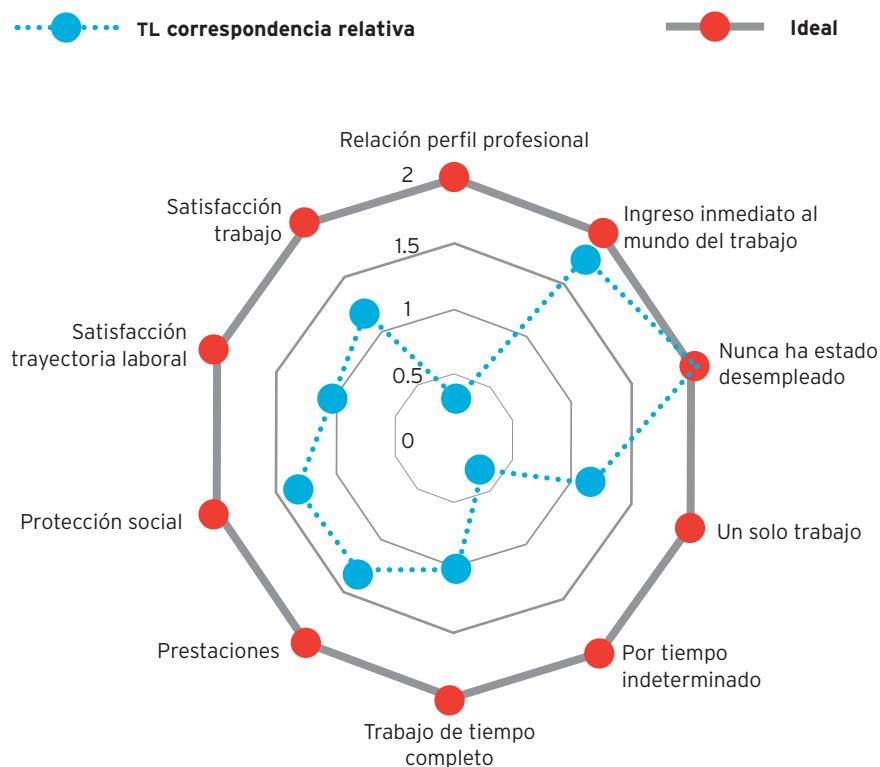 TL correspondencia relativa
Ideal
Relación perfil profesional
2
Satisfacción
trabajo
Ingreso inmediato al
mundo del trabajo
1.5
1
Satisfacción
trayectoria laboral
Nunca ha estado
desempleado
0.5
0
Protección social
Un solo trabajo
Prestaciones
Por tiempo
indeterminado
Trabajo de tiempo
completo